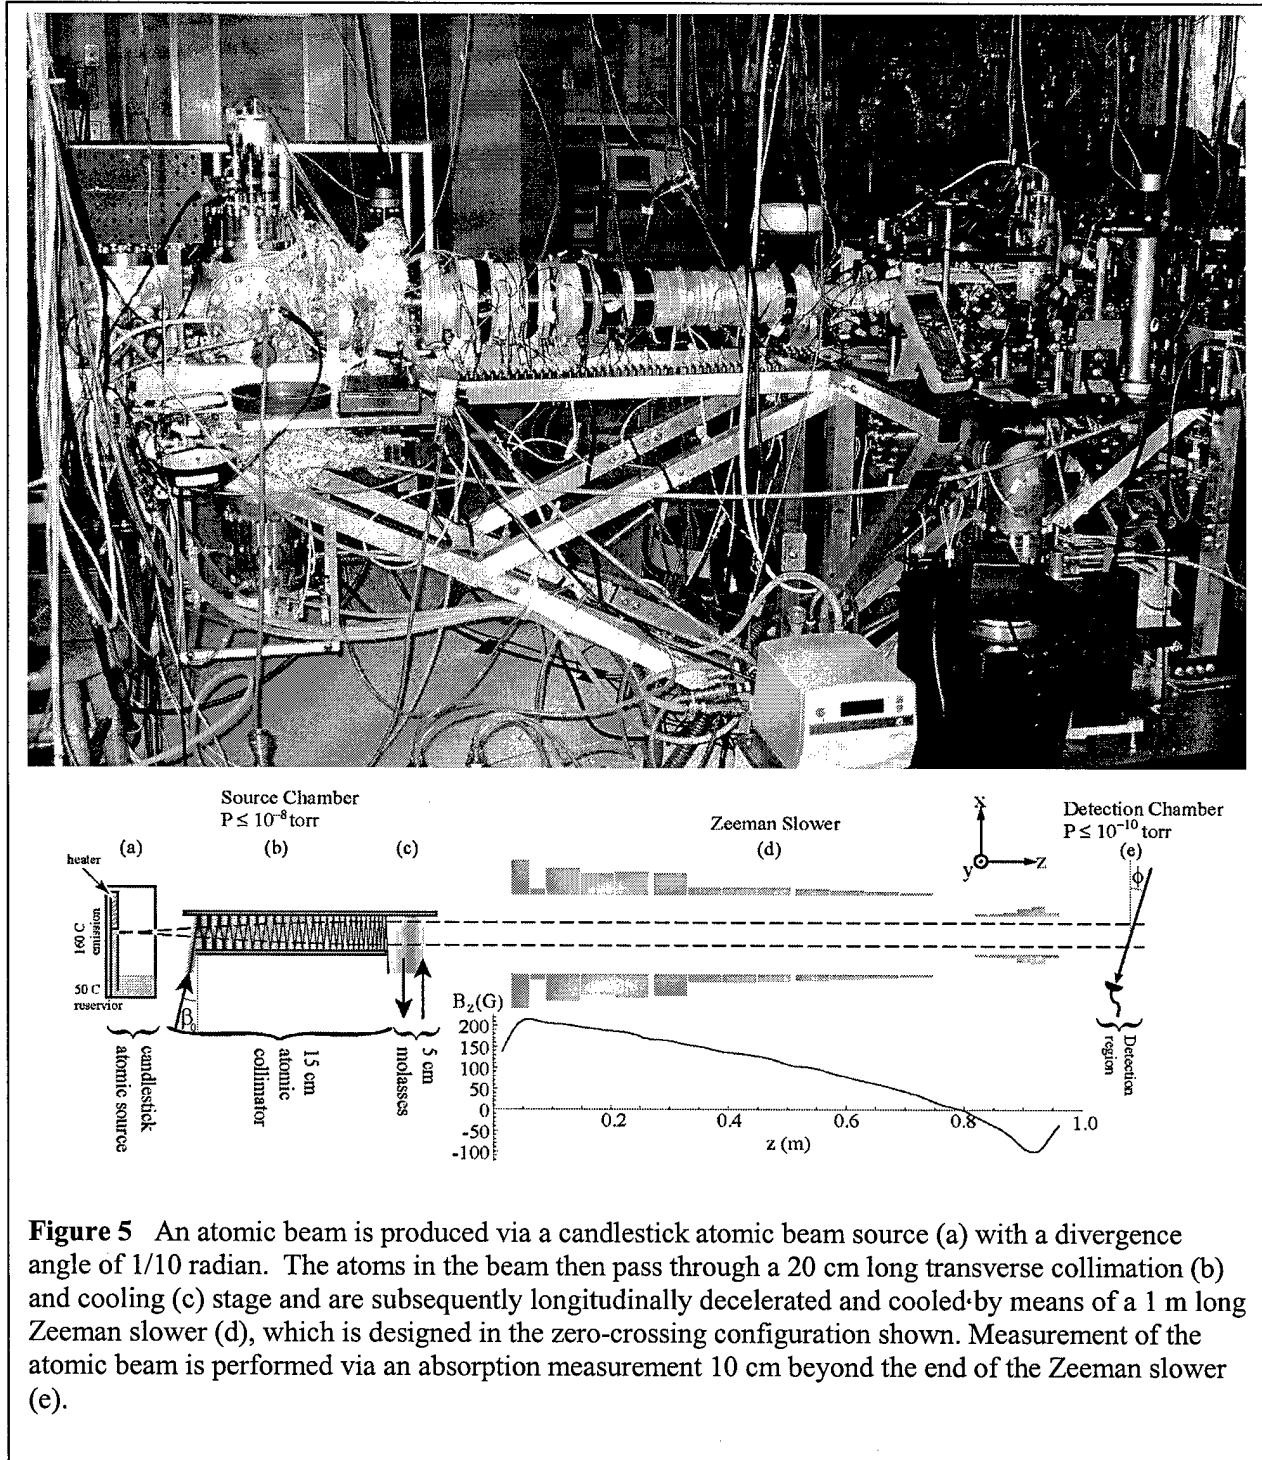 Source Chamber
P ≤ 10⁻⁸ torr
(a)
(b)
(c)
Zeeman Slower
(d)
X
y
Z
Detection Chamber
P ≤ 10⁻¹⁰ torr
(e)
ϕ
heater
160 C
emission
50 C
reservior
β₀
candlestick
atomic source
15 cm
atomic
collimator
5 cm
molasses
Detection
region
B_z(G)
200
150
100
50
0
-50
-100
0.2
0.4
0.6
0.8
1.0
z (m)
Figure 5 An atomic beam is produced via a candlestick atomic beam source (a) with a divergence
angle of 1/10 radian. The atoms in the beam then pass through a 20 cm long transverse collimation (b)
and cooling (c) stage and are subsequently longitudinally decelerated and cooled by means of a 1 m long
Zeeman slower (d), which is designed in the zero-crossing configuration shown. Measurement of the
atomic beam is performed via an absorption measurement 10 cm beyond the end of the Zeeman slower
(e).